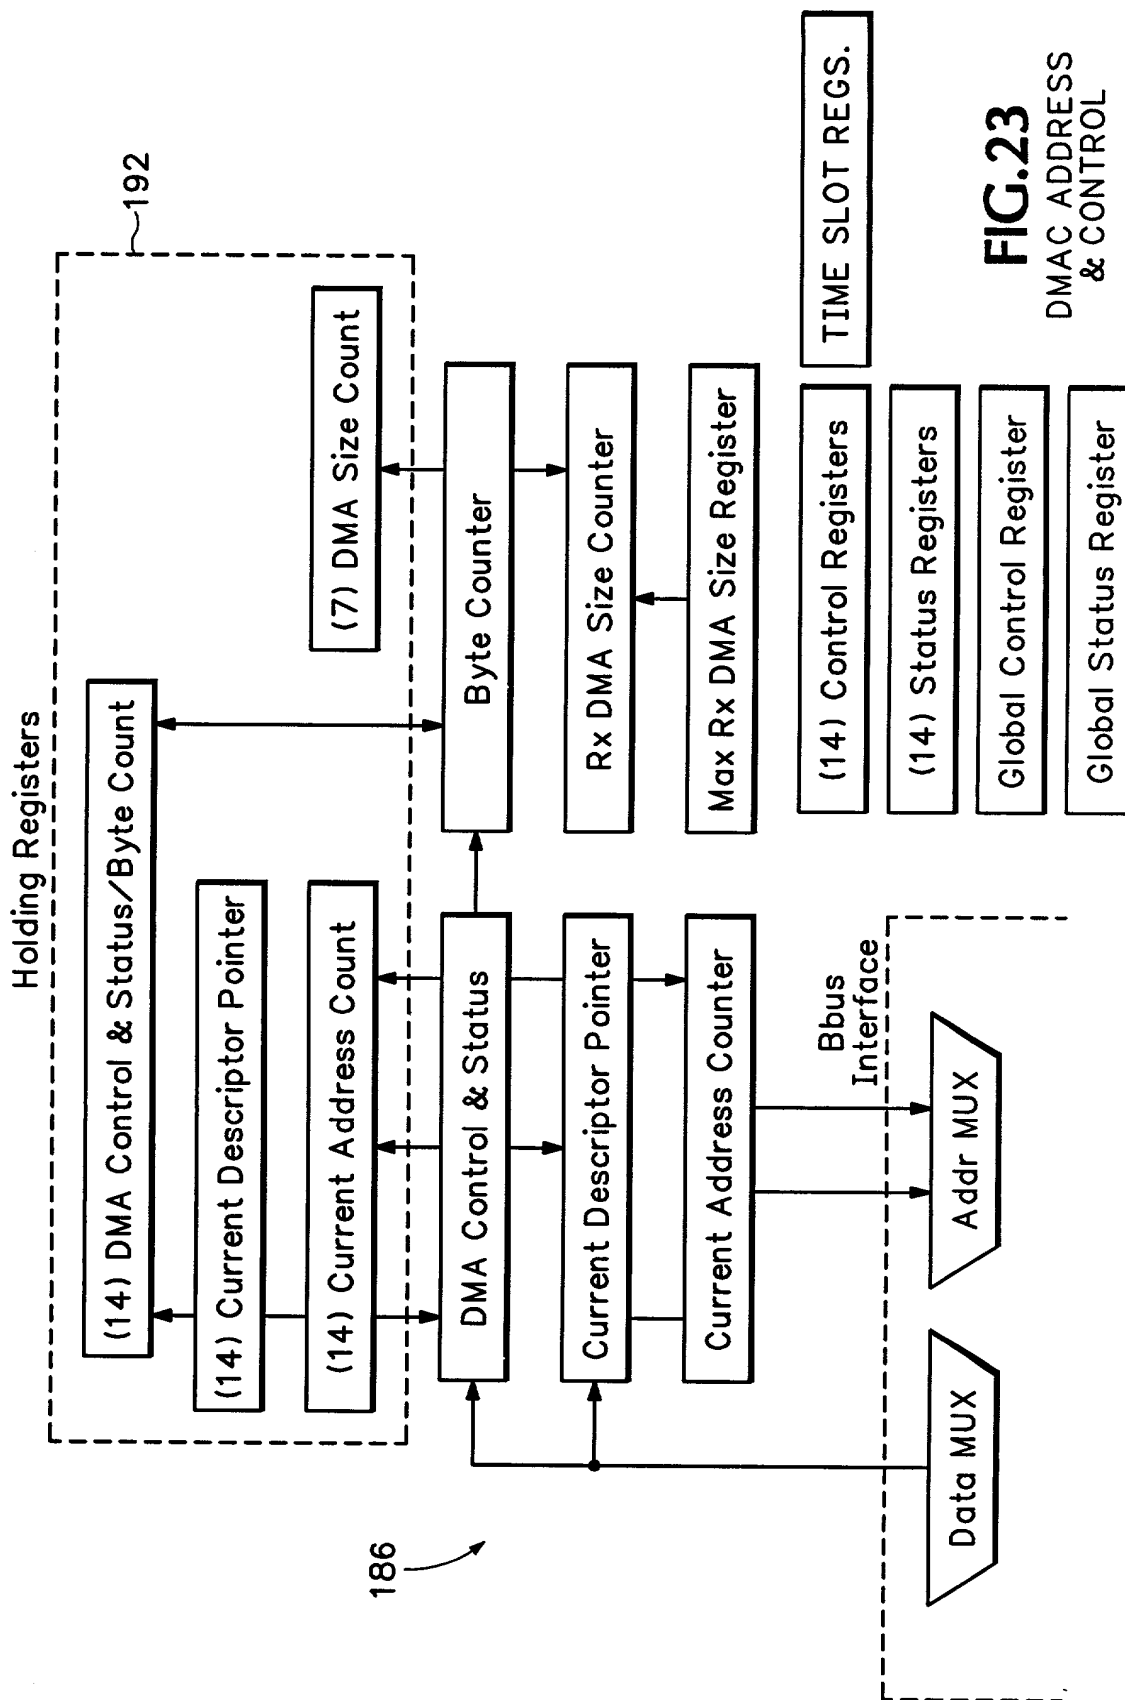 Holding Registers
192
(14) DMA Control & Status/Byte Count
(14) Current Descriptor Pointer
(14) Current Address Count
(7) DMA Size Count
DMA Control & Status
Byte Counter
Current Descriptor Pointer
Rx DMA Size Counter
Current Address Counter
Max Rx DMA Size Register
186
Bbus
Interface
Data MUX
Addr MUX
(14) Control Registers
TIME SLOT REGS.
(14) Status Registers
Global Control Register
Global Status Register
FIG.23
DMAC ADDRESS
& CONTROL